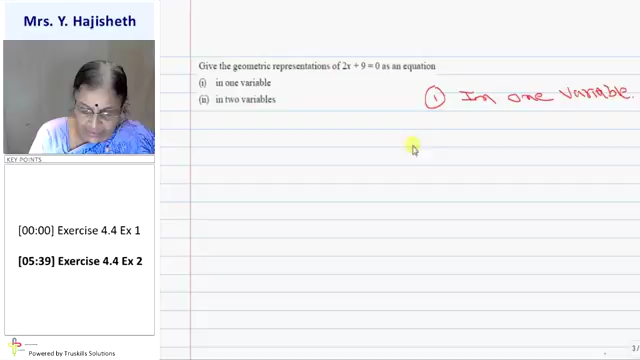 Mrs. Y. Hajisheth
Give the geometric representations of 2x + 9 = 0 as an equation
(i) in one variable
(ii) in two variables
① In one variable.
KEY POINTS
[00:00] Exercise 4.4 Ex 1
[05:39] Exercise 4.4 Ex 2
Powered by Truskills Solutions
3/